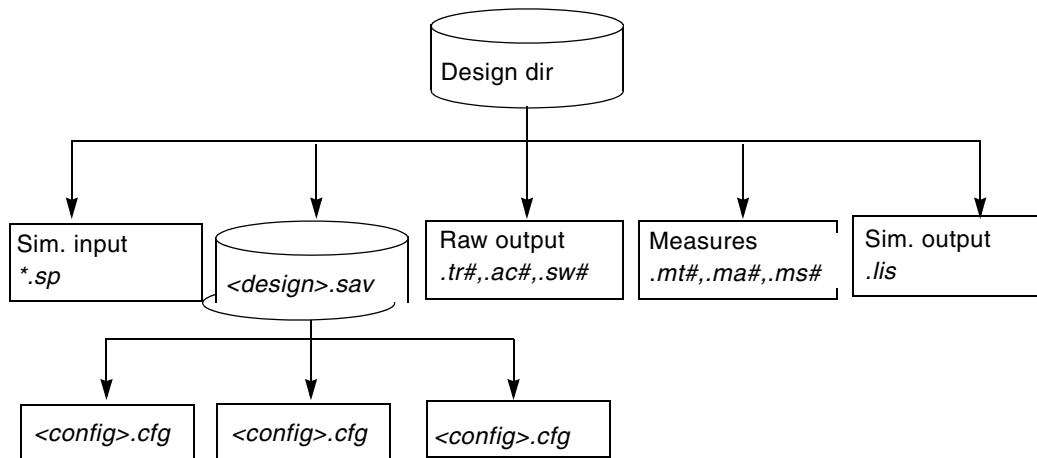 Design dir
Sim. input
*.sp
<design>.sav
Raw output
.tr#,.ac#,.sw#
Measures
.mt#,.ma#,.ms#
Sim. output
.lis
<config>.cfg
<config>.cfg
<config>.cfg